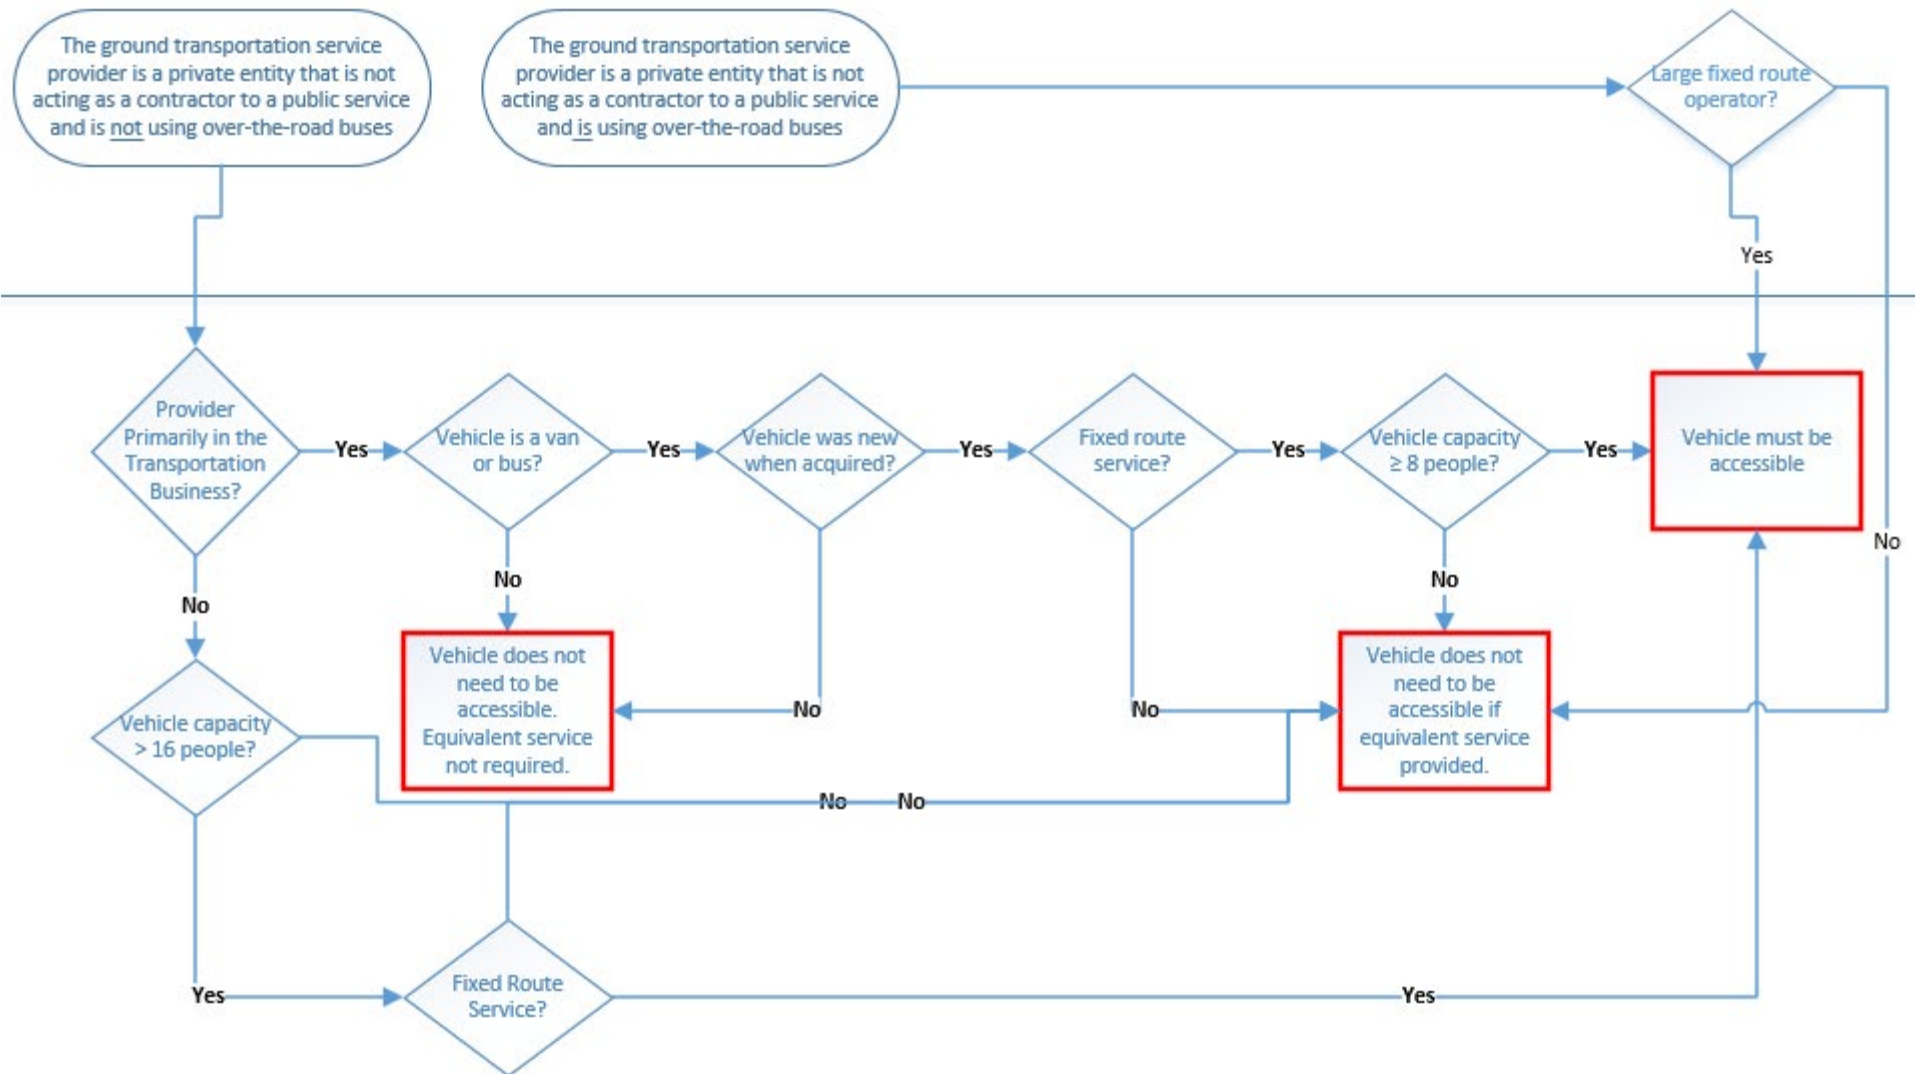 The ground transportation service
provider is a private entity that is not
acting as a contractor to a public service
and is not using over-the-road buses
The ground transportation service
provider is a private entity that is not
acting as a contractor to a public service
and is using over-the-road buses
Large fixed route
operator?
Yes
Provider
Primarily in the
Transportation
Business?
Yes
Vehicle is a van
or bus?
Yes
Vehicle was new
when acquired?
Yes
Fixed route
service?
Yes
Vehicle capacity
≥ 8 people?
Yes
Vehicle must be
accessible
No
No
No
No
Vehicle capacity
> 16 people?
Vehicle does not
need to be
accessible.
Equivalent service
not required.
No
No
Vehicle does not
need to be
accessible if
equivalent service
provided.
No
No
Yes
Fixed Route
Service?
Yes